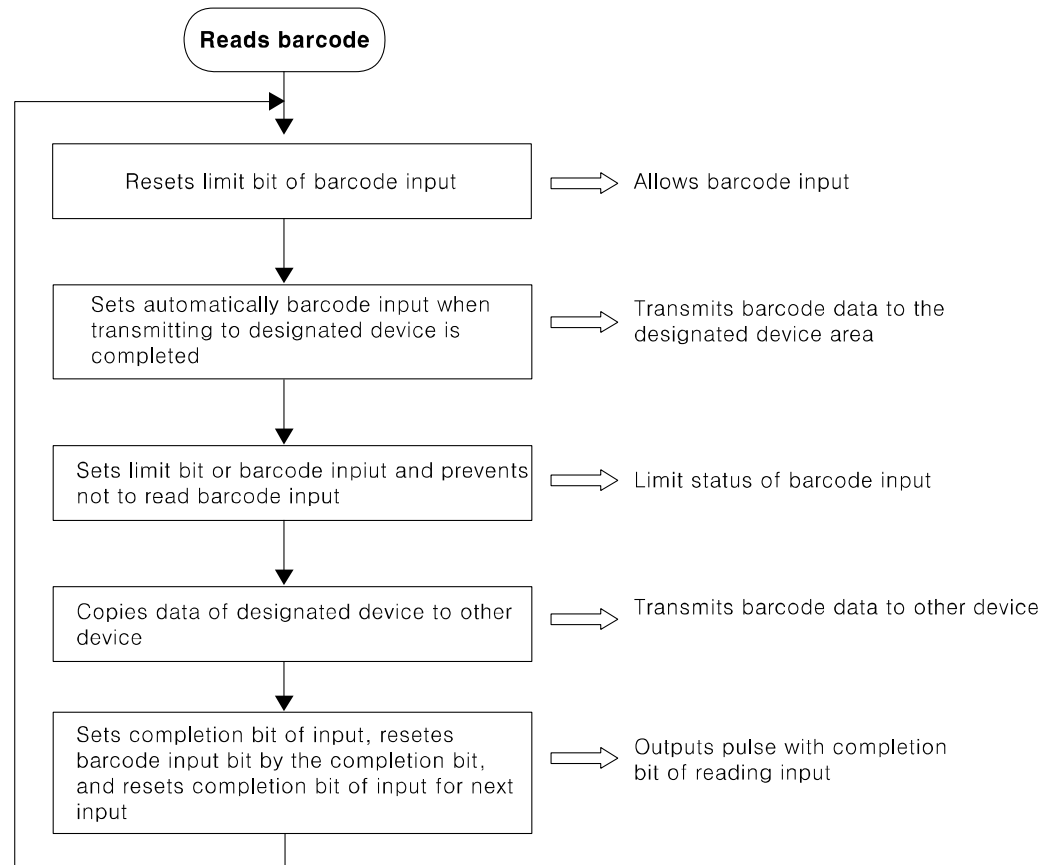 Reads barcode
Resets limit bit of barcode input
Allows barcode input
Sets automatically barcode input when
transmitting to designated device is
completed
Transmits barcode data to the
designated device area
Sets limit bit or barcode inpiut and prevents
not to read barcode input
Limit status of barcode input
Copies data of designated device to other
device
Transmits barcode data to other device
Sets completion bit of input, resetes
barcode input bit by the completion bit,
and resets completion bit of input for next
input
Outputs pulse with completion
bit of reading input